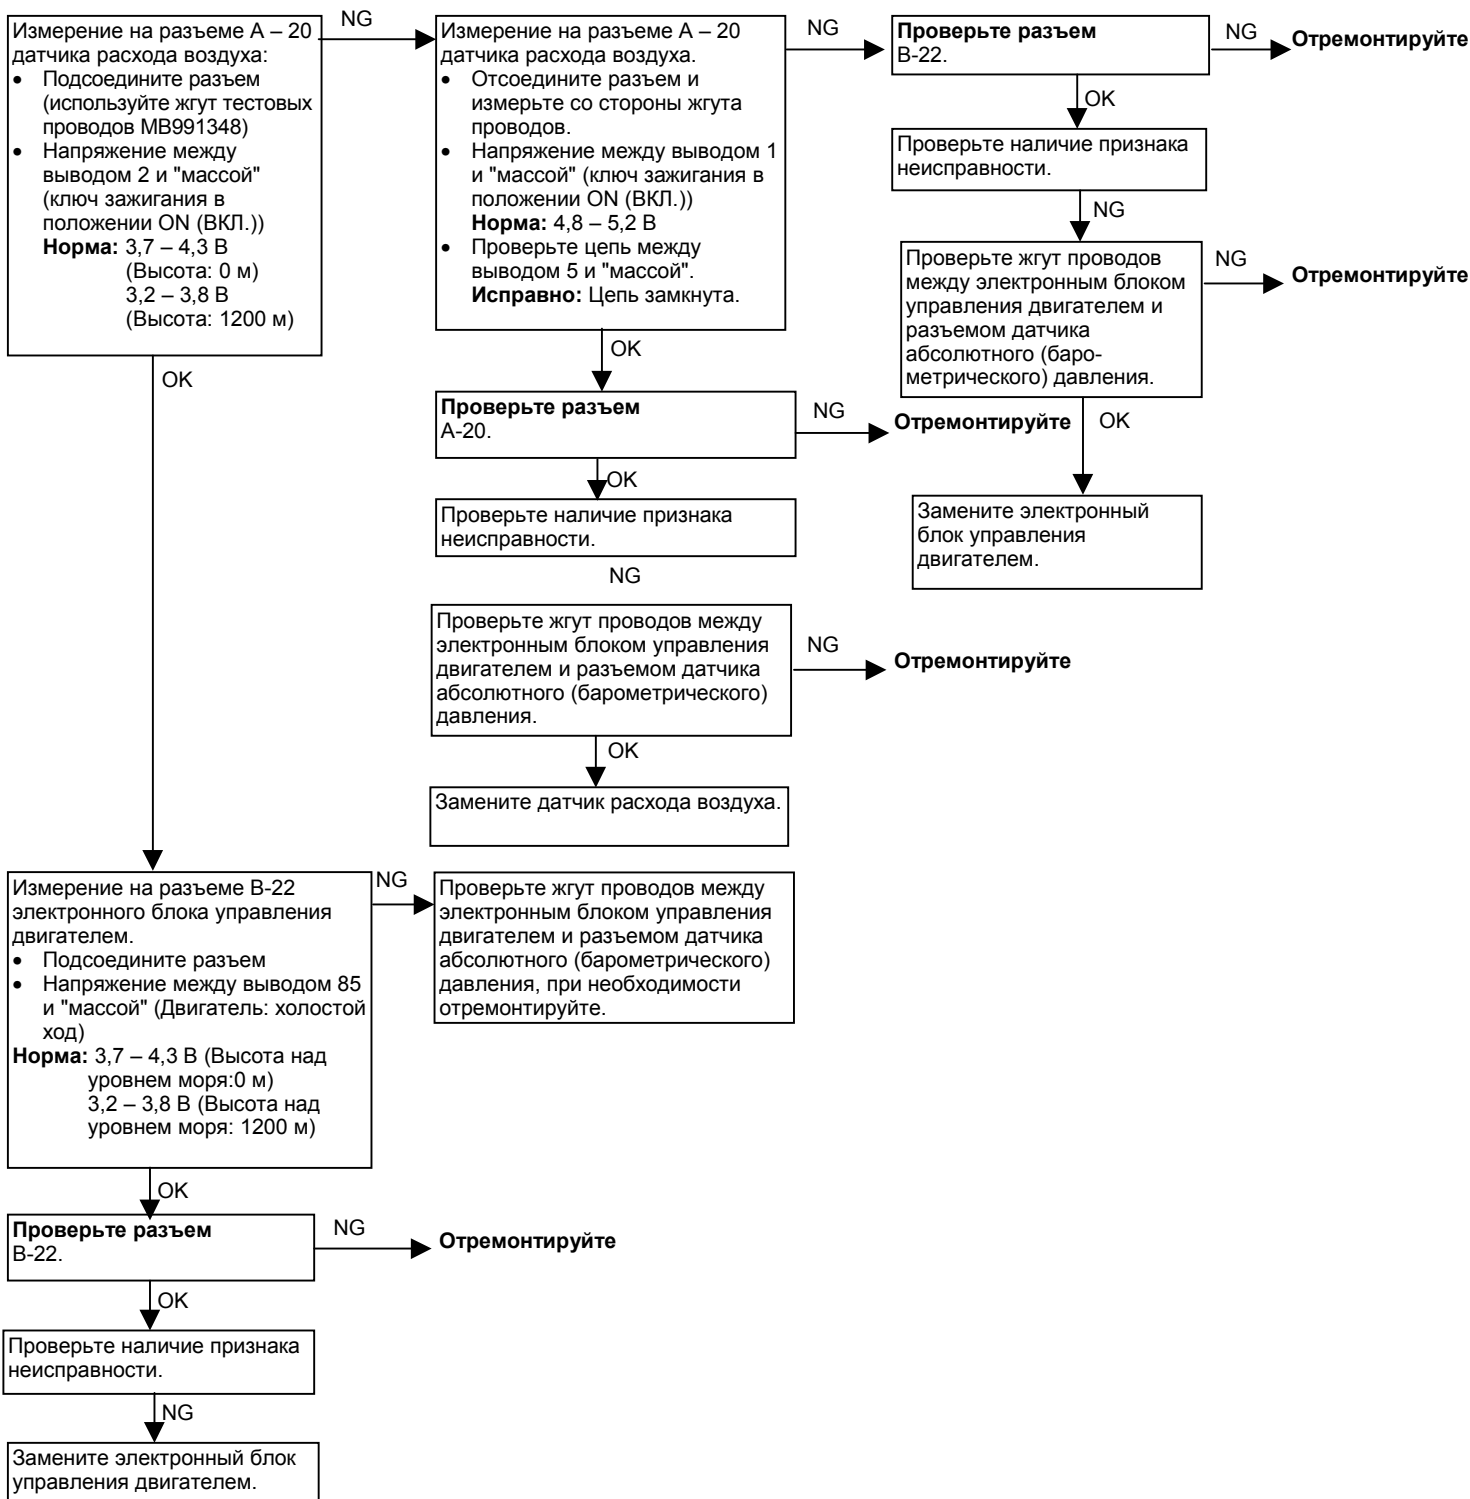 Измерение на разъеме А – 20
датчика расхода воздуха:
• Подсоедините разъем
(используйте жгут тестовых
проводов MB991348)
• Напряжение между
выводом 2 и "массой"
(ключ зажигания в
положении ON (ВКЛ.))
Норма: 3,7 – 4,3 В
(Высота: 0 м)
3,2 – 3,8 В
(Высота: 1200 м)
NG
OK
Измерение на разъеме А – 20
датчика расхода воздуха.
• Отсоедините разъем и
измерьте со стороны жгута
проводов.
• Напряжение между выводом 1
и "массой" (ключ зажигания в
положении ON (ВКЛ.))
Норма: 4,8 – 5,2 В
• Проверьте цепь между
выводом 5 и "массой".
Исправно: Цепь замкнута.
NG
OK
Проверьте разъем
В-22.
NG
Отремонтируйте
OK
Проверьте наличие признака
неисправности.
NG
Проверьте жгут проводов
между электронным блоком
управления двигателем и
разъемом датчика
абсолютного (баро-
метрического) давления.
NG
Отремонтируйте
OK
Замените электронный
блок управления
двигателем.
Проверьте разъем
А-20.
NG
Отремонтируйте
OK
Проверьте наличие признака
неисправности.
NG
Проверьте жгут проводов между
электронным блоком управления
двигателем и разъемом датчика
абсолютного (барометрического)
давления.
NG
Отремонтируйте
OK
Замените датчик расхода воздуха.
Измерение на разъеме В-22
электронного блока управления
двигателем.
• Подсоедините разъем
• Напряжение между выводом 85
и "массой" (Двигатель: холостой
ход)
Норма: 3,7 – 4,3 В (Высота над
уровнем моря:0 м)
3,2 – 3,8 В (Высота над
уровнем моря: 1200 м)
NG
Проверьте жгут проводов между
электронным блоком управления
двигателем и разъемом датчика
абсолютного (барометрического)
давления, при необходимости
отремонтируйте.
OK
Проверьте разъем
В-22.
NG
Отремонтируйте
OK
Проверьте наличие признака
неисправности.
NG
Замените электронный блок
управления двигателем.